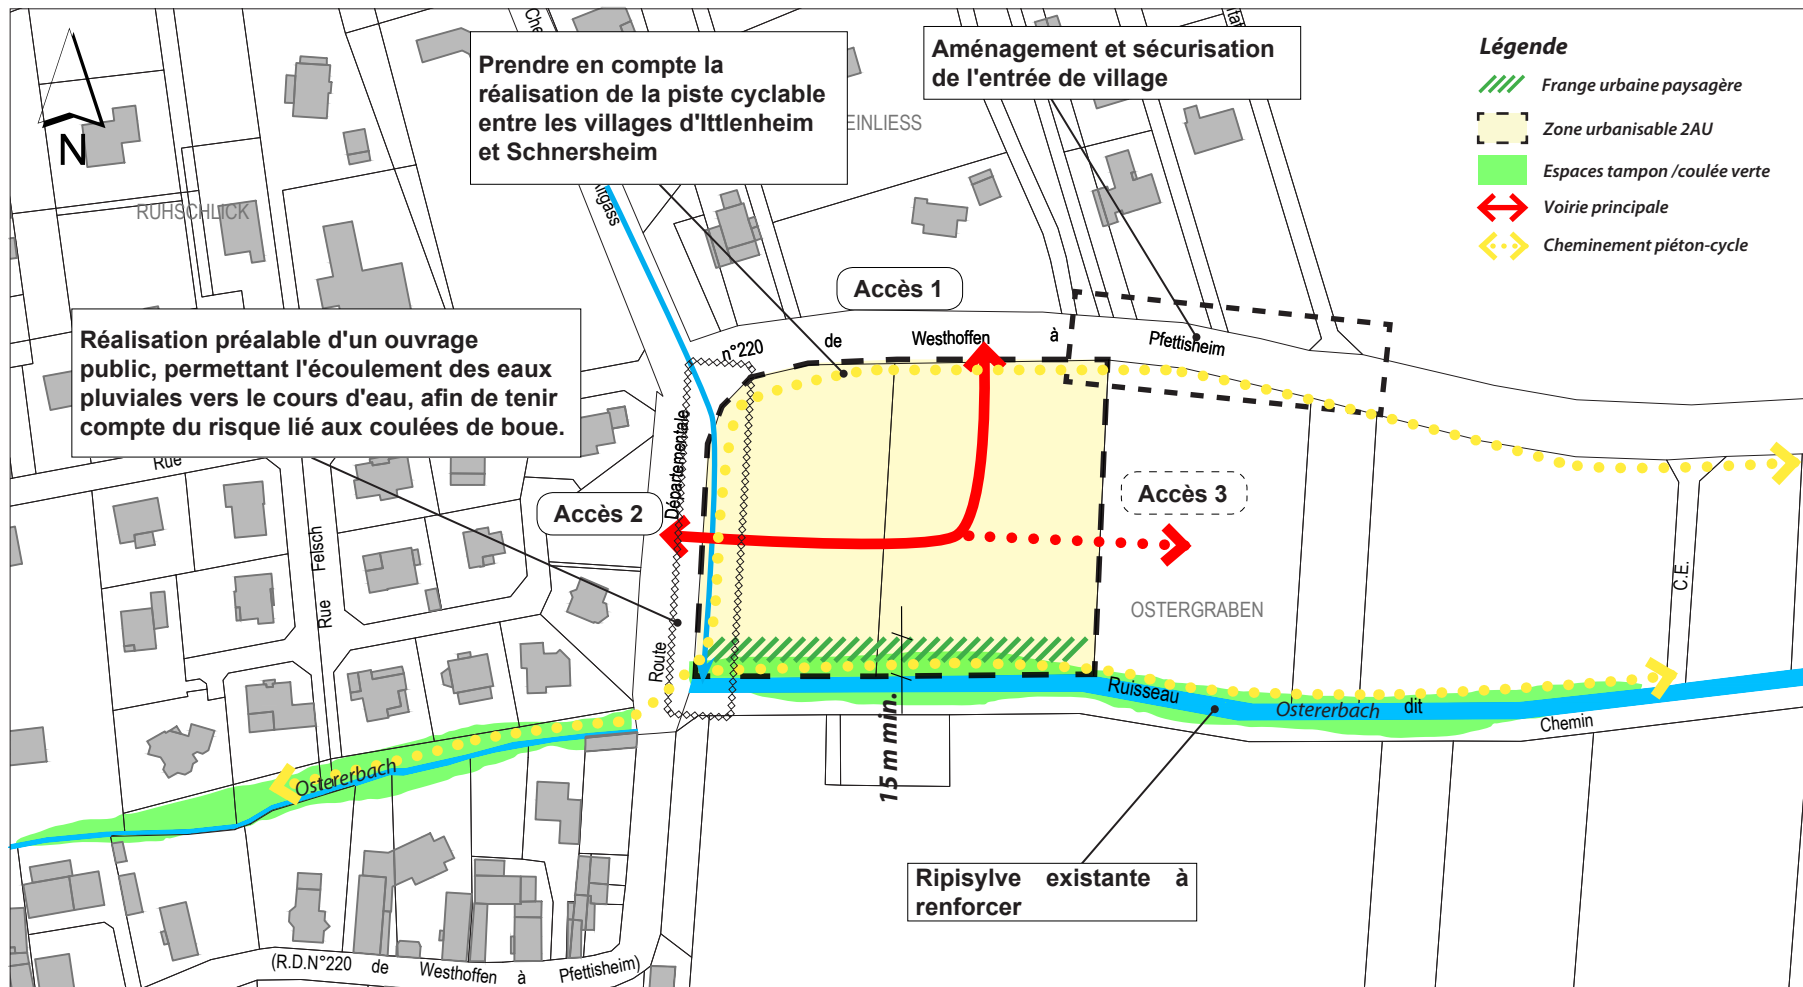 Prendre en compte la
réalisation de la piste cyclable
entre les villages d'Ittlenheim
et Schnersheim
Aménagement et sécurisation
de l'entrée de village
Légende
Frange urbaine paysagère
Zone urbanisable 2AU
Espaces tampon /coulée verte
Voirie principale
Cheminement piéton-cycle
N
RUHSCHLICK
EINLIESS
Accès 1
n°220 de Westhoffen à Pfettisheim
Réalisation préalable d'un ouvrage
public, permettant l'écoulement des eaux
pluviales vers le cours d'eau, afin de tenir
compte du risque lié aux coulées de boue.
Rue
Départementale
Accès 2
Accès 3
Rue Felsch
C.E.
OSTERGRABEN
Route
Ruisseau dit
Ostererbach
Chemin
Ostererbach
15 m min.
Ripisylve existante à
renforcer
(R.D.N°220 de Westhoffen à Pfettisheim)